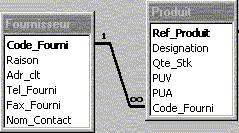 Fournisseur
Code_Fourni
Raison
Adr_clt
Tel_Fourni
Fax_Fourni
Nom_Contact
1
∞
Produit
Ref_Produit
Designation
Qte_Stk
PUV
PUA
Code_Fourni